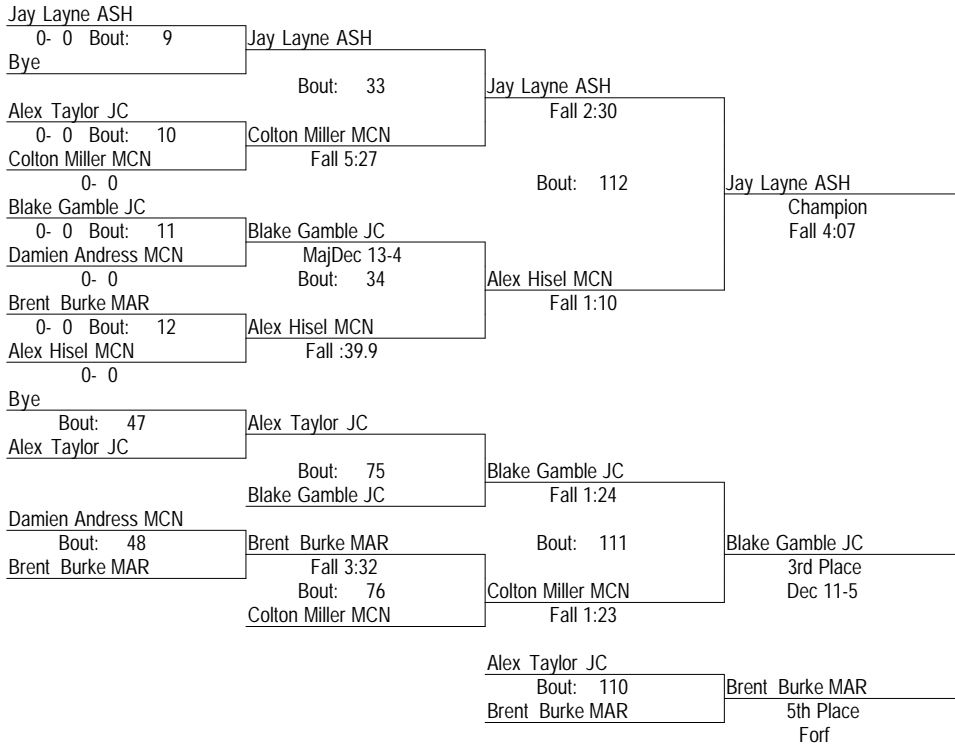 Jay Layne ASH
0- 0 Bout: 9
Bye
Jay Layne ASH
Bout: 33
Alex Taylor JC
0- 0 Bout: 10
Colton Miller MCN
0- 0
Colton Miller MCN
Fall 5:27
Jay Layne ASH
Fall 2:30
Bout: 112
Blake Gamble JC
0- 0 Bout: 11
Damien Andress MCN
0- 0
Blake Gamble JC
MajDec 13-4
Bout: 34
Brent Burke MAR
0- 0 Bout: 12
Alex Hisel MCN
0- 0
Alex Hisel MCN
Fall :39.9
Alex Hisel MCN
Fall 1:10
Jay Layne ASH
Champion
Fall 4:07
Bye
Bout: 47
Alex Taylor JC
Alex Taylor JC
Bout: 75
Blake Gamble JC
Blake Gamble JC
Fall 1:24
Bout: 111
Damien Andress MCN
Bout: 48
Brent Burke MAR
Brent Burke MAR
Fall 3:32
Bout: 76
Colton Miller MCN
Colton Miller MCN
Fall 1:23
Blake Gamble JC
3rd Place
Dec 11-5
Alex Taylor JC
Bout: 110
Brent Burke MAR
Brent Burke MAR
5th Place
Forf